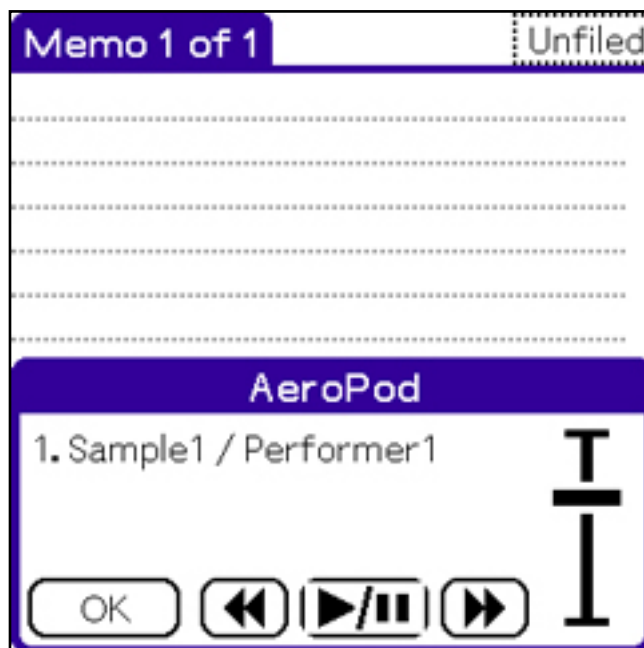 Memo 1 of 1
Unfiled
AeroPod
1. Sample1 / Performer1
OK